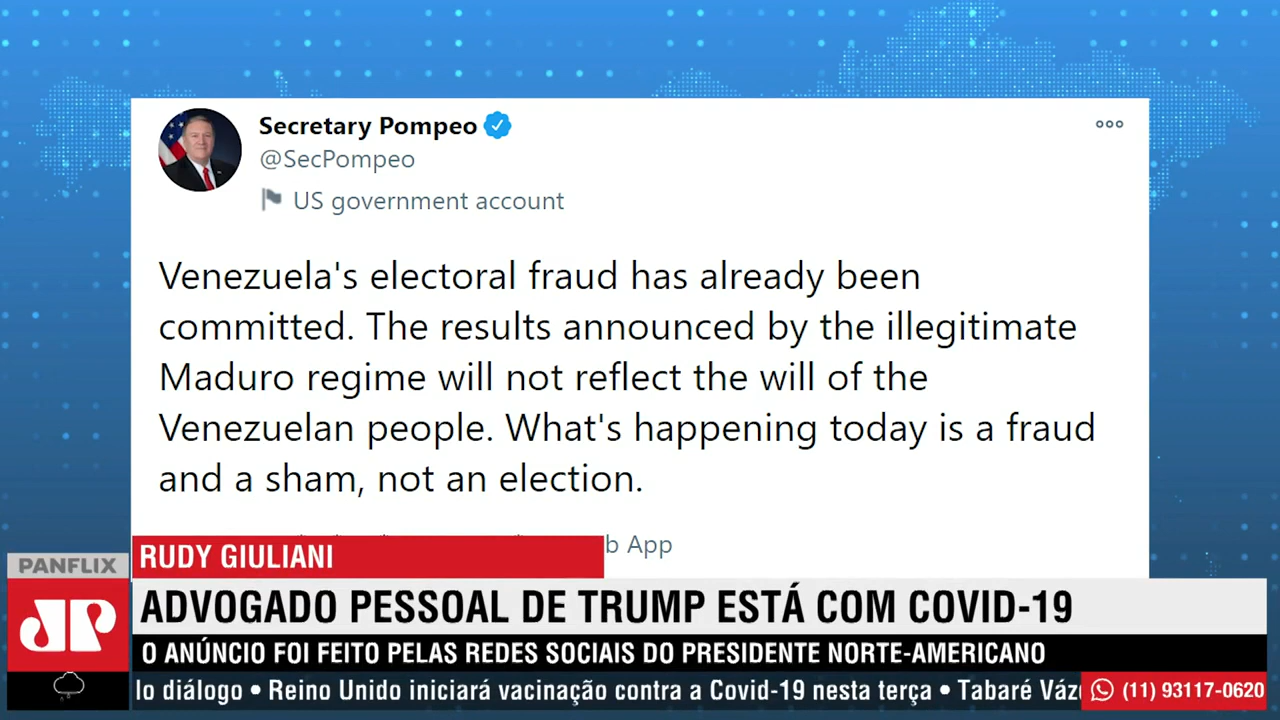 Secretary Pompeo
@SecPompeo
US government account
Venezuela's electoral fraud has already been
committed. The results announced by the illegitimate
Maduro regime will not reflect the will of the
Venezuelan people. What's happening today is a fraud
and a sham, not an election.
b App
PANFLIX
RUDY GIULIANI
JP
ADVOGADO PESSOAL DE TRUMP ESTÁ COM COVID-19
O ANÚNCIO FOI FEITO PELAS REDES SOCIAIS DO PRESIDENTE NORTE-AMERICANO
lo diálogo • Reino Unido iniciará vacinação contra a Covid-19 nesta terça • Tabaré
(11) 93117-0620